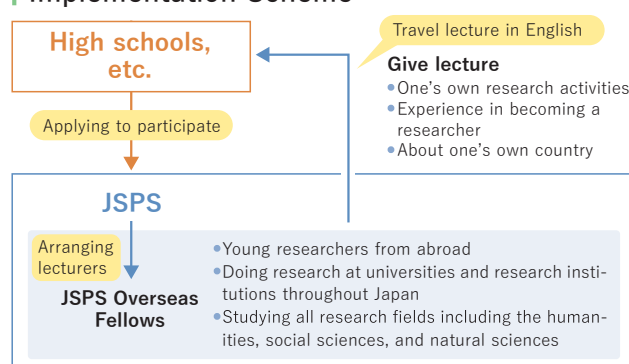 Implementation Scheme
High schools,
etc.
Travel lecture in English
Give lecture
•One's own research activities
•Experience in becoming a
researcher
•About one's own country
Applying to participate
JSPS
Arranging
lecturers
JSPS Overseas
Fellows
•Young researchers from abroad
•Doing research at universities and research insti-
tutions throughout Japan
•Studying all research fields including the human-
ities, social sciences, and natural sciences